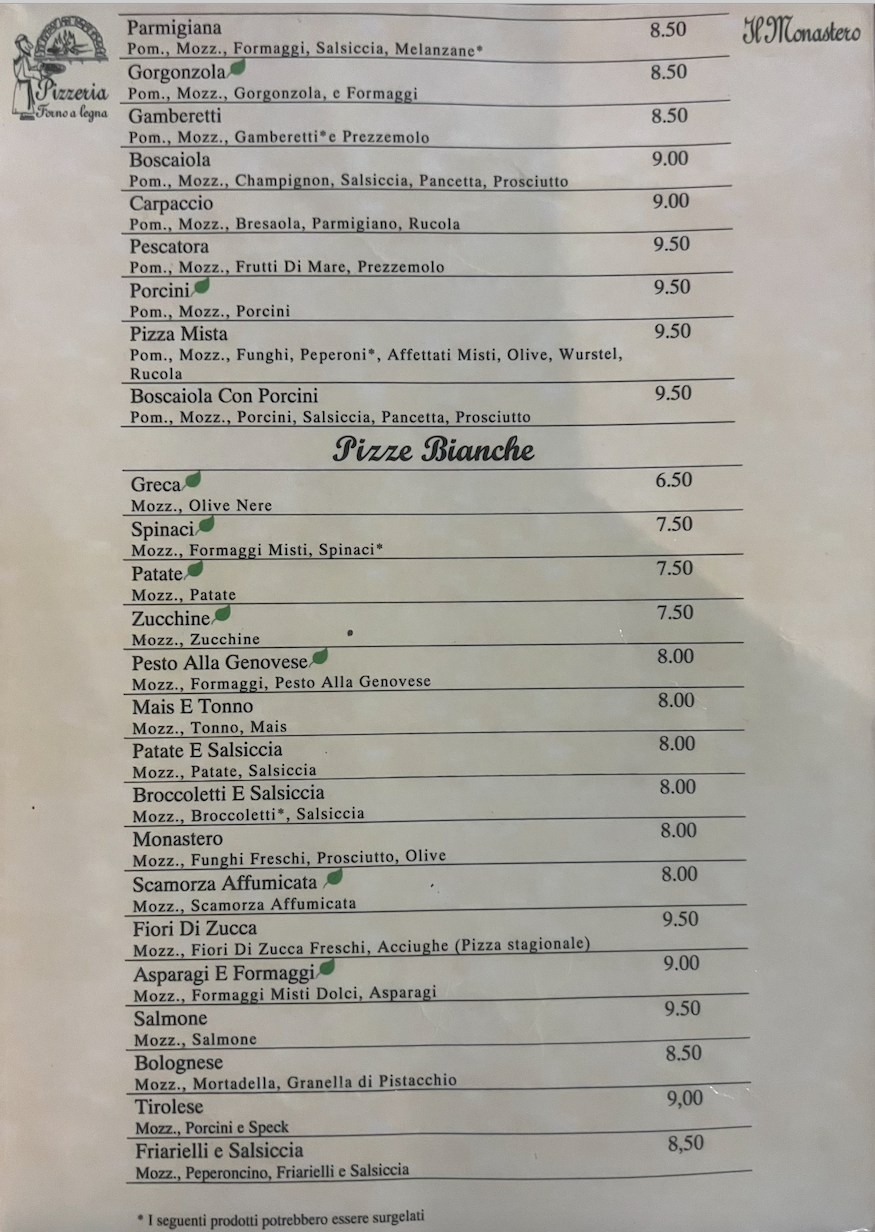 Pizzeria
Forno a legna
Il Monastero
Parmigiana 8.50
Pom., Mozz., Formaggi, Salsiccia, Melanzane*
Gorgonzola 8.50
Pom., Mozz., Gorgonzola, e Formaggi
Gamberetti 8.50
Pom., Mozz., Gamberetti*e Prezzemolo
Boscaiola 9.00
Pom., Mozz., Champignon, Salsiccia, Pancetta, Prosciutto
Carpaccio 9.00
Pom., Mozz., Bresaola, Parmigiano, Rucola
Pescatora 9.50
Pom., Mozz., Frutti Di Mare, Prezzemolo
Porcini 9.50
Pom., Mozz., Porcini
Pizza Mista 9.50
Pom., Mozz., Funghi, Peperoni*, Affettati Misti, Olive, Wurstel,
Rucola
Boscaiola Con Porcini 9.50
Pom., Mozz., Porcini, Salsiccia, Pancetta, Prosciutto
Pizze Bianche
Greca 6.50
Mozz., Olive Nere
Spinaci 7.50
Mozz., Formaggi Misti, Spinaci*
Patate 7.50
Mozz., Patate
Zucchine 7.50
Mozz., Zucchine
Pesto Alla Genovese 8.00
Mozz., Formaggi, Pesto Alla Genovese
Mais E Tonno 8.00
Mozz., Tonno, Mais
Patate E Salsiccia 8.00
Mozz., Patate, Salsiccia
Broccoletti E Salsiccia 8.00
Mozz., Broccoletti*, Salsiccia
Monastero 8.00
Mozz., Funghi Freschi, Prosciutto, Olive
Scamorza Affumicata 8.00
Mozz., Scamorza Affumicata
Fiori Di Zucca 9.50
Mozz., Fiori Di Zucca Freschi, Acciughe (Pizza stagionale)
Asparagi E Formaggi 9.00
Mozz., Formaggi Misti Dolci, Asparagi
Salmone 9.50
Mozz., Salmone
Bolognese 8.50
Mozz., Mortadella, Granella di Pistacchio
Tirolese 9,00
Mozz., Porcini e Speck
Friarielli e Salsiccia 8,50
Mozz., Peperoncino, Friarielli e Salsiccia
* I seguenti prodotti potrebbero essere surgelati